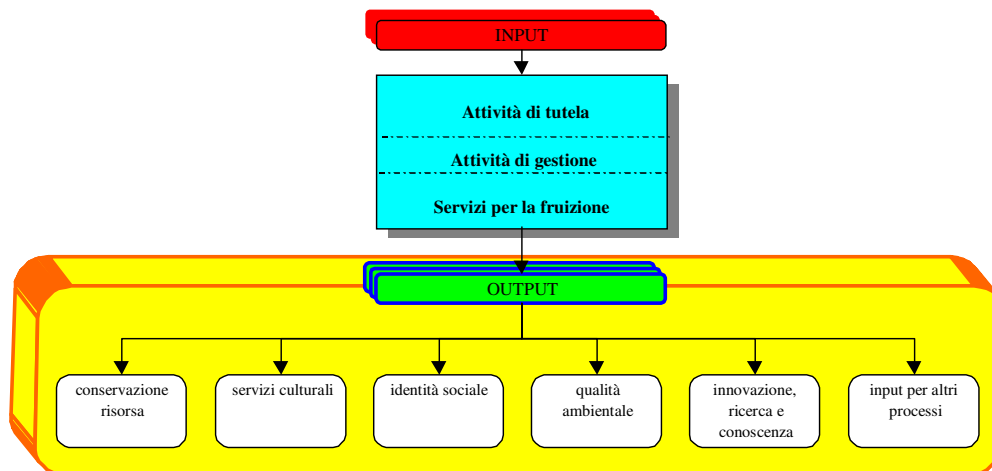 INPUT
Attività di tutela
Attività di gestione
Servizi per la fruizione
OUTPUT
conservazione
risorsa
servizi culturali
identità sociale
qualità
ambientale
innovazione,
ricerca e
conoscenza
input per altri
processi